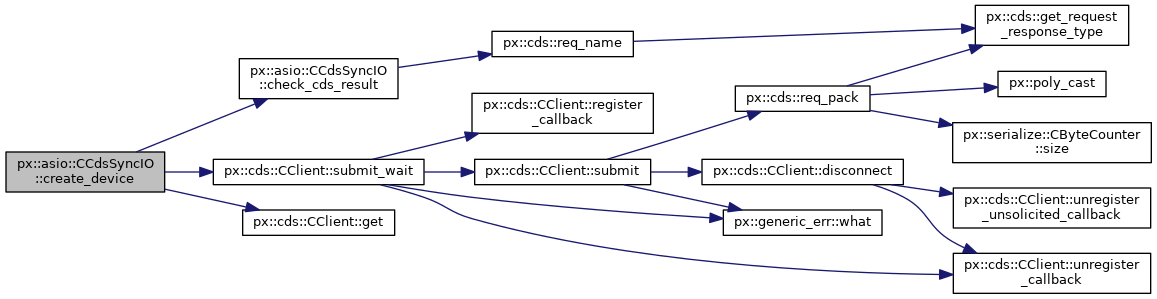 px::asio::CCdsSyncIO
::create_device
px::asio::CCdsSyncIO
::check_cds_result
px::cds::req_name
px::cds::get_request
_response_type
px::cds::CClient::submit_wait
px::cds::CClient::register
_callback
px::cds::CClient::submit
px::cds::req_pack
px::poly_cast
px::serialize::CByteCounter
::size
px::cds::CClient::disconnect
px::cds::CClient::unregister
_unsolicited_callback
px::generic_err::what
px::cds::CClient::unregister
_callback
px::cds::CClient::get